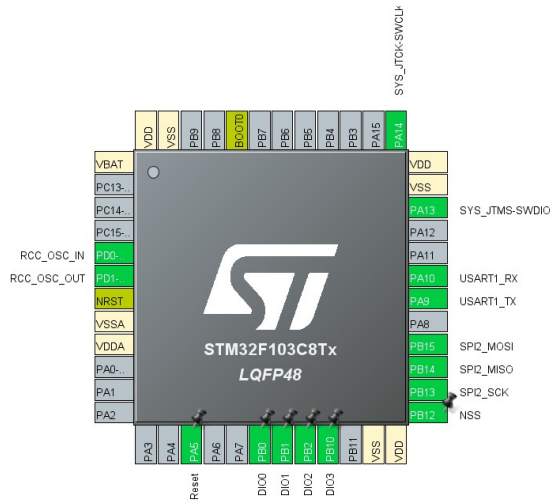 SYS_JTCK-SWCLK
VDD
VSS
PB9
PB8
BOOT0
PB7
PB6
PB5
PB4
PB3
PA15
PA14
VBAT
PC13-..
PC14-..
PC15-..
RCC_OSC_IN PD0-..
RCC_OSC_OUT PD1-..
NRST
VSSA
VDDA
PA0-..
PA1
PA2
STM32F103C8Tx
LQFP48
VDD
VSS
PA13 SYS_JTMS-SWDIO
PA12
PA11
PA10 USART1_RX
PA9 USART1_TX
PA8
PB15 SPI2_MOSI
PB14 SPI2_MISO
PB13 SPI2_SCK
PB12 NSS
PA3
PA4
PA5
PA6
PA7
PB0
PB1
PB2
PB10
PB11
VSS
VDD
Reset
DIO0
DIO1
DIO2
DIO3